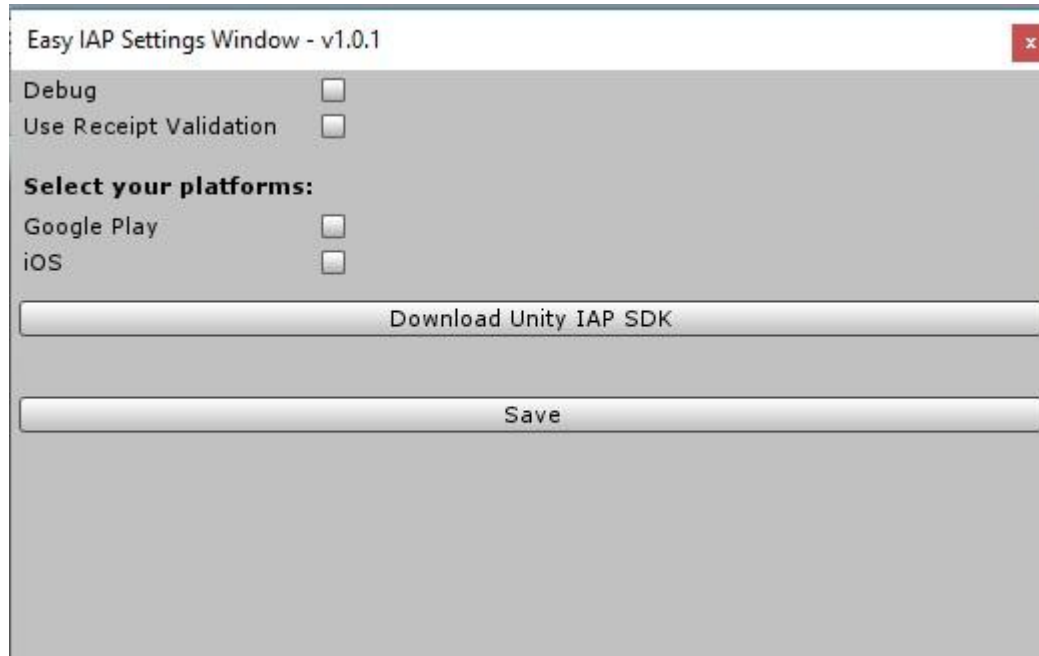 Easy IAP Settings Window - v1.0.1
x
Debug
Use Receipt Validation
Select your platforms:
Google Play
iOS
Download Unity IAP SDK
Save